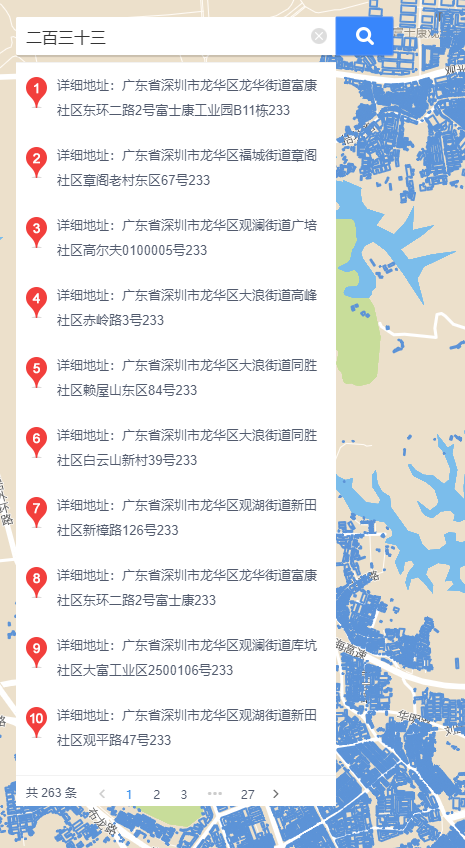 二百三十三
1
详细地址：广东省深圳市龙华区龙华街道富康
社区东环二路2号富士康工业园B11栋233
2
详细地址：广东省深圳市龙华区福城街道章阁
社区章阁老村东区67号233
3
详细地址：广东省深圳市龙华区观澜街道广培
社区高尔夫0100005号233
4
详细地址：广东省深圳市龙华区大浪街道高峰
社区赤岭路3号233
5
详细地址：广东省深圳市龙华区大浪街道同胜
社区赖屋山东区84号233
6
详细地址：广东省深圳市龙华区大浪街道同胜
社区白云山新村39号233
7
详细地址：广东省深圳市龙华区观湖街道新田
社区新樟路126号233
8
详细地址：广东省深圳市龙华区龙华街道富康
社区东环二路2号富士康233
9
详细地址：广东省深圳市龙华区观澜街道库坑
社区大富工业区2500106号233
10
详细地址：广东省深圳市龙华区观湖街道新田
社区观平路47号233
共 263 条 1 2 3 ••• 27
外环路
海高速
布龙路